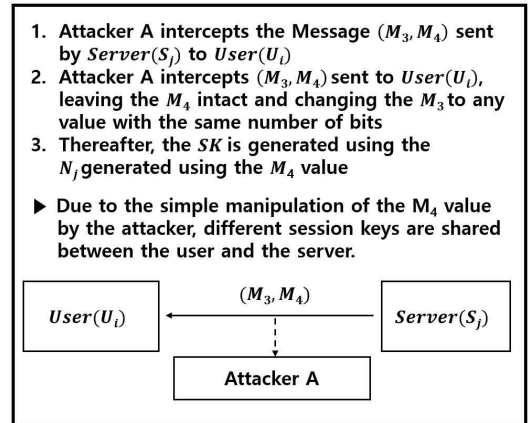 1. Attacker A intercepts the Message (M₃, M₄) sent
by Server(Sⱼ) to User(Uᵢ)
2. Attacker A intercepts (M₃, M₄) sent to User(Uᵢ),
leaving the M₄ intact and changing the M₃ to any
value with the same number of bits
3. Thereafter, the SK is generated using the
Nⱼ generated using the M₄ value
▶ Due to the simple manipulation of the M₄ value
by the attacker, different session keys are shared
between the user and the server.
(M₃, M₄)
User(Uᵢ)
Server(Sⱼ)
Attacker A